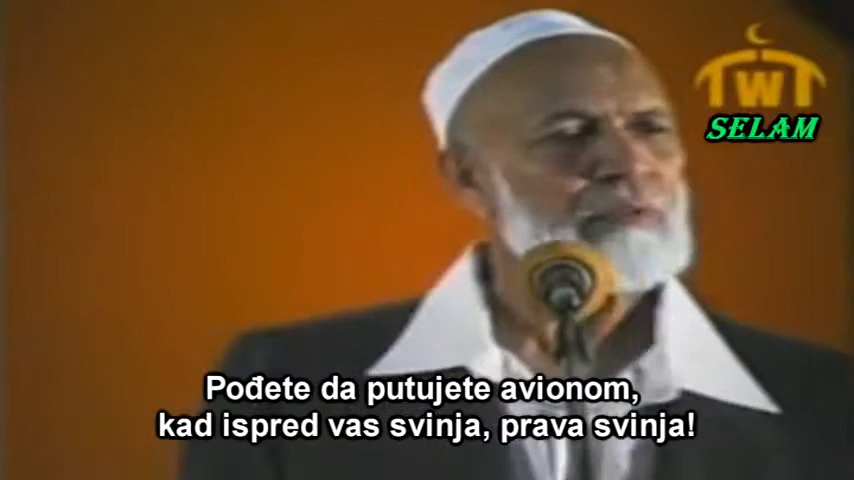 TWT
SELAM
Pođete da putujete avionom,
kad ispred vas svinja, prava svinja!